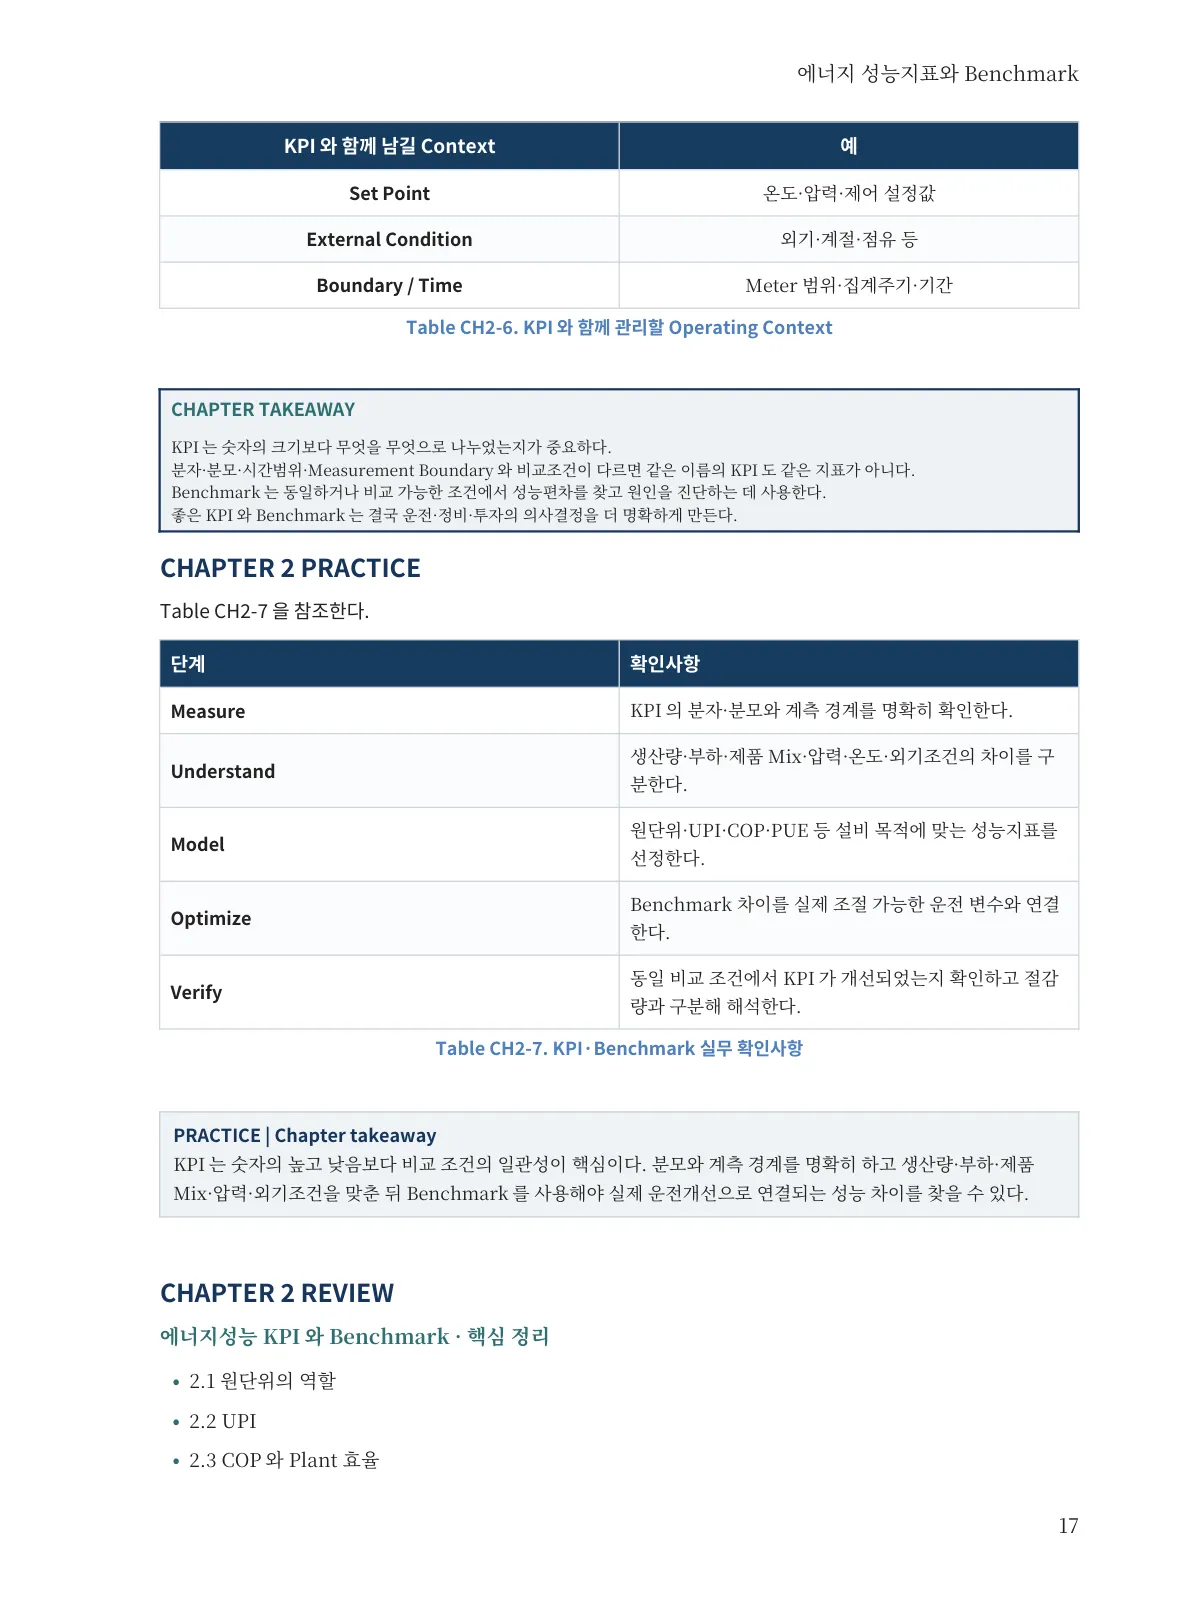 에너지 성능지표와 Benchmark
KPI 와 함께 남길 Context
예
Set Point
온도·압력·제어 설정값
External Condition
외기·계절·점유 등
Boundary / Time
Meter 범위·집계주기·기간
Table CH2-6. KPI 와 함께 관리할 Operating Context
CHAPTER TAKEAWAY
KPI 는 숫자의 크기보다 무엇을 무엇으로 나누었는지가 중요하다.
분자·분모·시간범위·Measurement Boundary 와 비교조건이 다르면 같은 이름의 KPI 도 같은 지표가 아니다.
Benchmark 는 동일하거나 비교 가능한 조건에서 성능편차를 찾고 원인을 진단하는 데 사용한다.
좋은 KPI 와 Benchmark 는 결국 운전·정비·투자의 의사결정을 더 명확하게 만든다.
CHAPTER 2 PRACTICE
Table CH2-7 을 참조한다.
단계
확인사항
Measure
KPI 의 분자·분모와 계측 경계를 명확히 확인한다.
Understand
생산량·부하·제품 Mix·압력·온도·외기조건의 차이를 구
분한다.
Model
원단위·UPI·COP·PUE 등 설비 목적에 맞는 성능지표를
선정한다.
Optimize
Benchmark 차이를 실제 조절 가능한 운전 변수와 연결
한다.
Verify
동일 비교 조건에서 KPI 가 개선되었는지 확인하고 절감
량과 구분해 해석한다.
Table CH2-7. KPI·Benchmark 실무 확인사항
PRACTICE | Chapter takeaway
KPI 는 숫자의 높고 낮음보다 비교 조건의 일관성이 핵심이다. 분모와 계측 경계를 명확히 하고 생산량·부하·제품
Mix·압력·외기조건을 맞춘 뒤 Benchmark 를 사용해야 실제 운전개선으로 연결되는 성능 차이를 찾을 수 있다.
CHAPTER 2 REVIEW
에너지성능 KPI 와 Benchmark · 핵심 정리
• 2.1 원단위의 역할
• 2.2 UPI
• 2.3 COP 와 Plant 효율
17